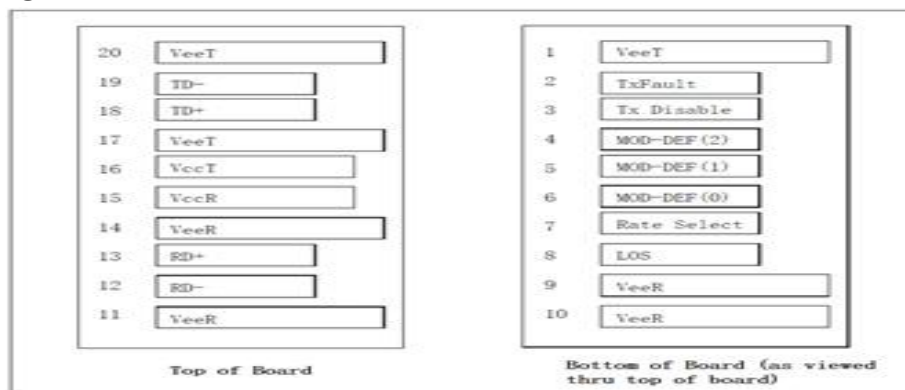 20 VeeT
19 TD-
18 TD+
17 VeeT
16 VccT
15 VccR
14 VeeR
13 RD+
12 RD-
11 VeeR
Top of Board
1 VeeT
2 TxFault
3 Tx Disable
4 MOD-DEF(2)
5 MOD-DEF(1)
6 MOD-DEF(0)
7 Rate Select
8 LOS
9 VeeR
10 VeeR
Bottom of Board (as viewed
thru top of board)